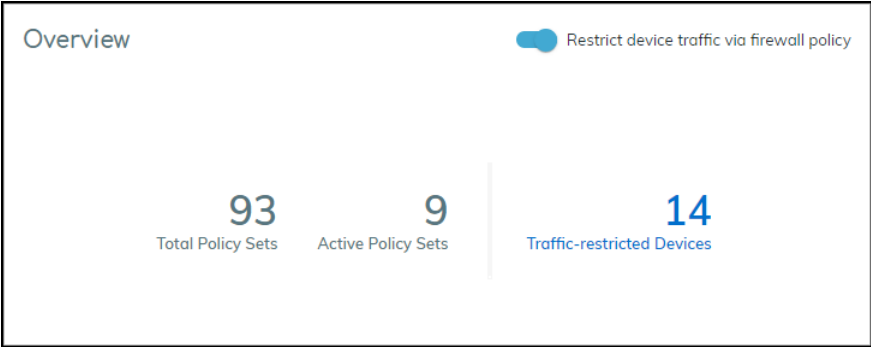 Overview
Restrict device traffic via firewall policy
93
Total Policy Sets
9
Active Policy Sets
14
Traffic-restricted Devices